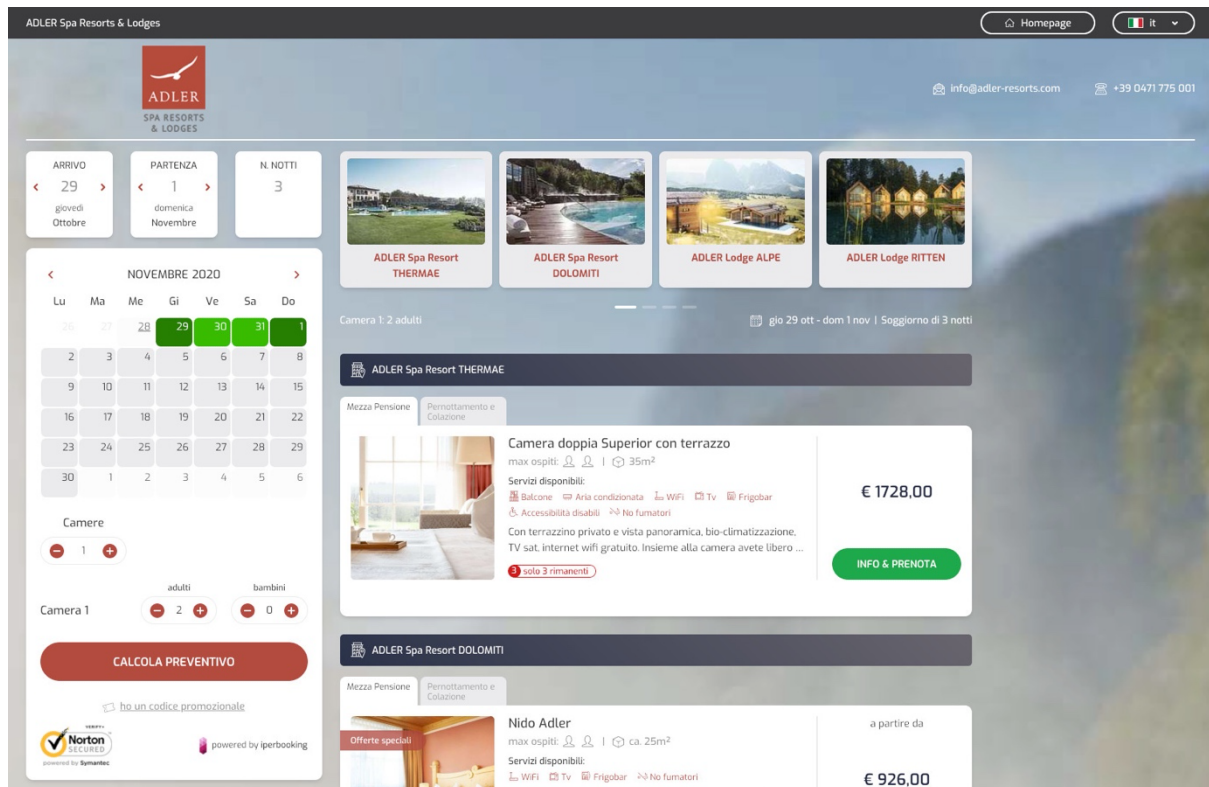 ADLER Spa Resorts & Lodges
Homepage
it
ADLER
SPA RESORTS
& LODGES
info@adler-resorts.com
+39 0471 775 001
ARRIVO
29
giovedì
Ottobre
PARTENZA
1
domenica
Novembre
N. NOTTI
3
NOVEMBRE 2020
Lu Ma Me Gi Ve Sa Do
26 27 28 29 30 31 1
2 3 4 5 6 7 8
9 10 11 12 13 14 15
16 17 18 19 20 21 22
23 24 25 26 27 28 29
30 1 2 3 4 5 6
Camere
1
adulti bambini
Camera 1 2 0
CALCOLA PREVENTIVO
ho un codice promozionale
Norton
SECURED
powered by Symantec
powered by iperbooking
ADLER Spa Resort
THERMAE
ADLER Spa Resort
DOLOMITI
ADLER Lodge ALPE
ADLER Lodge RITTEN
Camera 1: 2 adulti
gio 29 ott - dom 1 nov | Soggiorno di 3 notti
ADLER Spa Resort THERMAE
Mezza Pensione
Pernottamento e
Colazione
Camera doppia Superior con terrazzo
max ospiti: | 35m²
Servizi disponibili:
Balcone Aria condizionata WiFi Tv Frigobar
Accessibilità disabili No fumatori
Con terrazzino privato e vista panoramica, bio-climatizzazione,
TV sat. internet wifi gratuito. Insieme alla camera avete libero ...
3 solo 3 rimanenti
€ 1728,00
INFO & PRENOTA
ADLER Spa Resort DOLOMITI
Mezza Pensione
Pernottamento e
Colazione
Offerte speciali
Nido Adler
max ospiti: | ca. 25m²
Servizi disponibili:
WiFi Tv Frigobar No fumatori
a partire da
€ 926,00